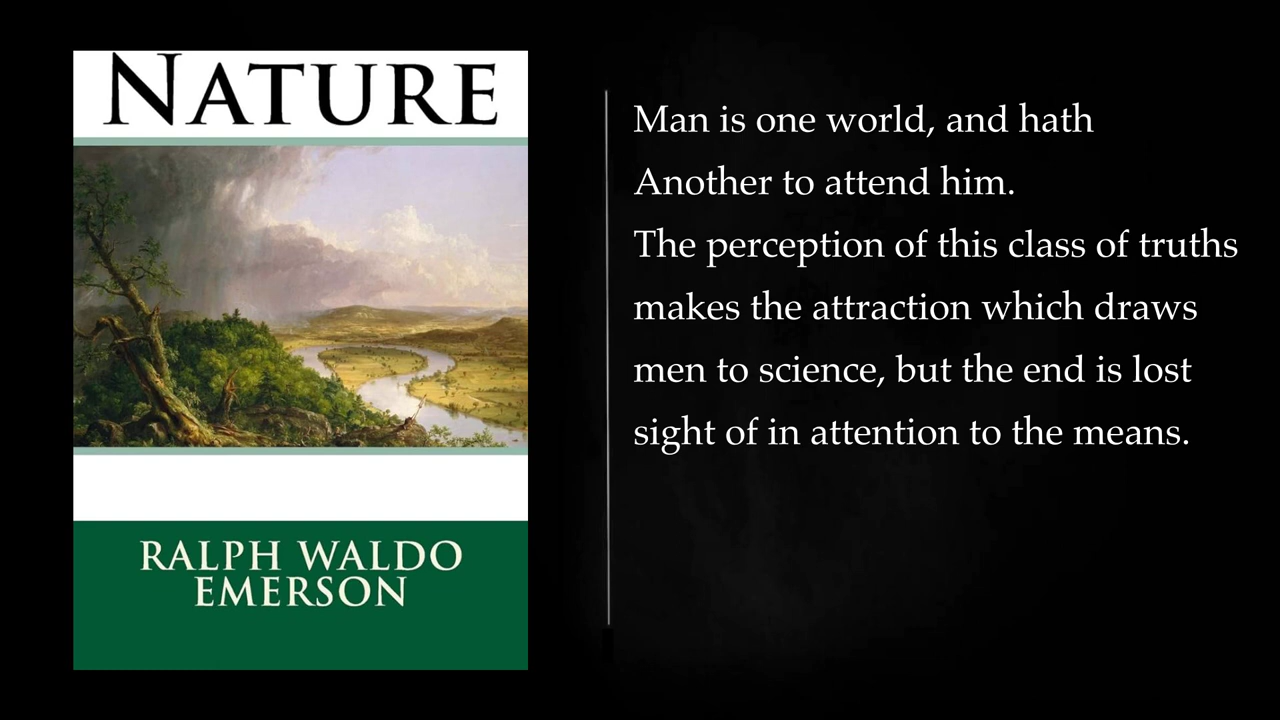 NATURE
RALPH WALDO
EMERSON
Man is one world, and hath
Another to attend him.
The perception of this class of truths
makes the attraction which draws
men to science, but the end is lost
sight of in attention to the means.